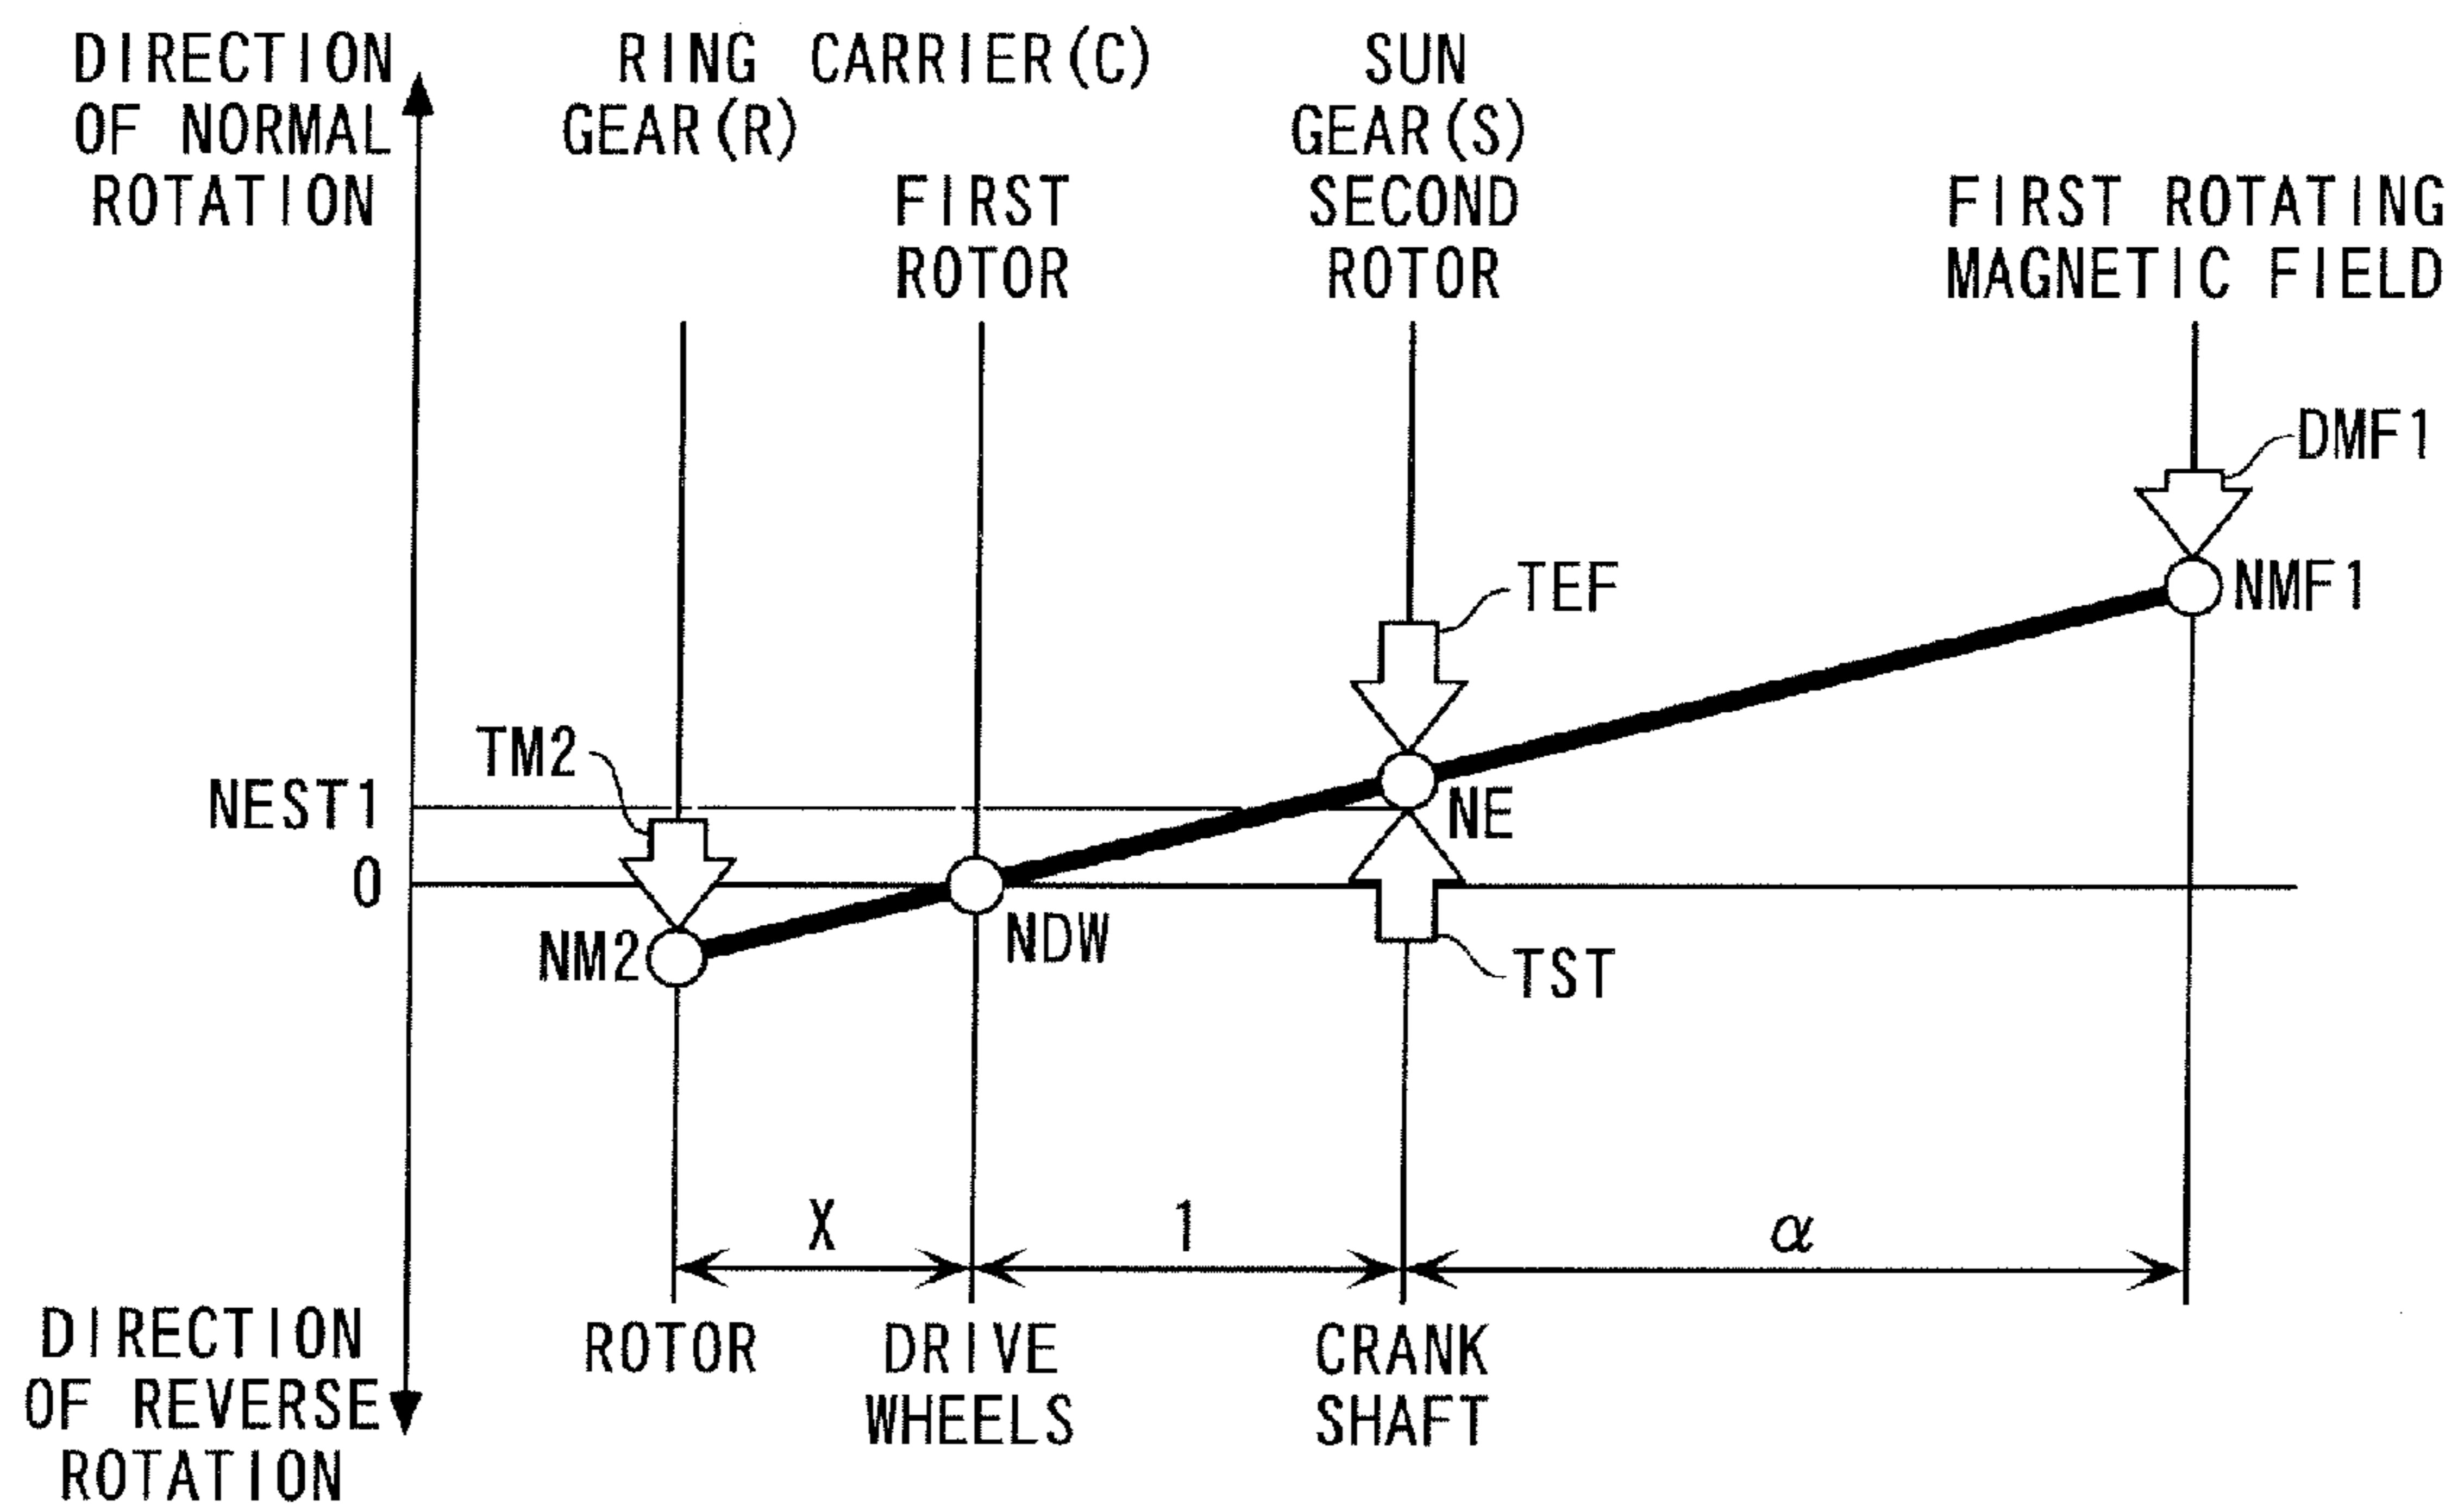 DIRECTION
OF NORMAL
ROTATION
RING
GEAR(R)
CARRIER(C)
FIRST
ROTOR
SUN
GEAR(S)
SECOND
ROTOR
FIRST ROTATING
MAGNETIC FIELD
DMF1
NMF1
TEF
TM2
NEST1
NE
0
NM2
NDW
TST
X
1
α
DIRECTION
OF REVERSE
ROTATION
ROTOR
DRIVE
WHEELS
CRANK
SHAFT